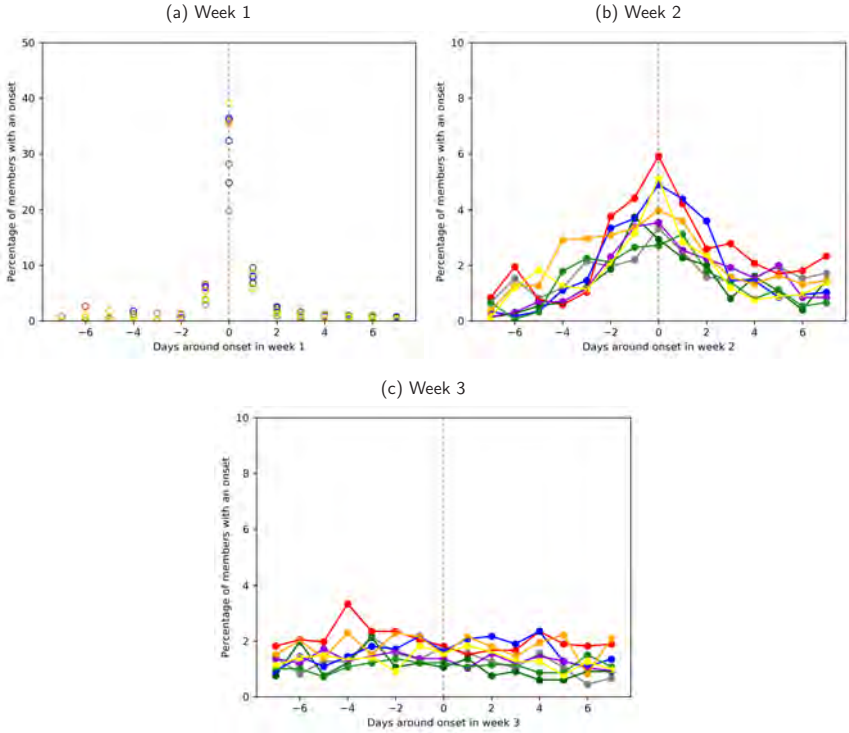 (a) Week 1
50
40
30
20
10
0
Percentage of members with an onset
−6 −4 −2 0 2 4 6
Days around onset in week 1
(b) Week 2
10
8
6
4
2
0
Percentage of members with an onset
−6 −4 −2 0 2 4 6
Days around onset in week 2
(c) Week 3
10
8
6
4
2
0
Percentage of members with an onset
−6 −4 −2 0 2 4 6
Days around onset in week 3